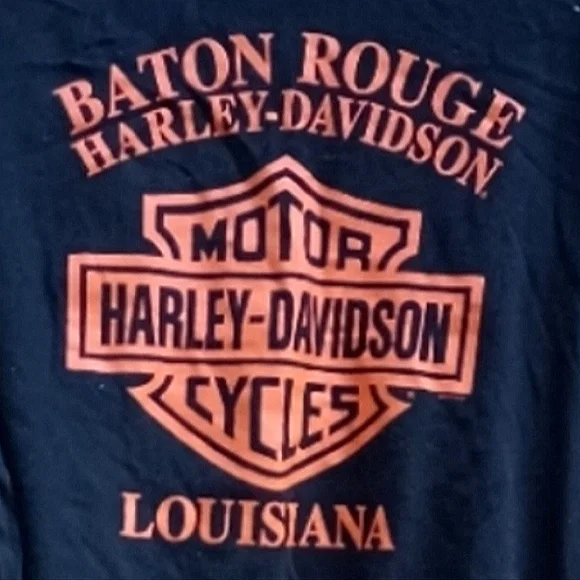 BATON ROUGE
HARLEY-DAVIDSON
MOTOR
HARLEY-DAVIDSON
CYCLES
LOUISIANA